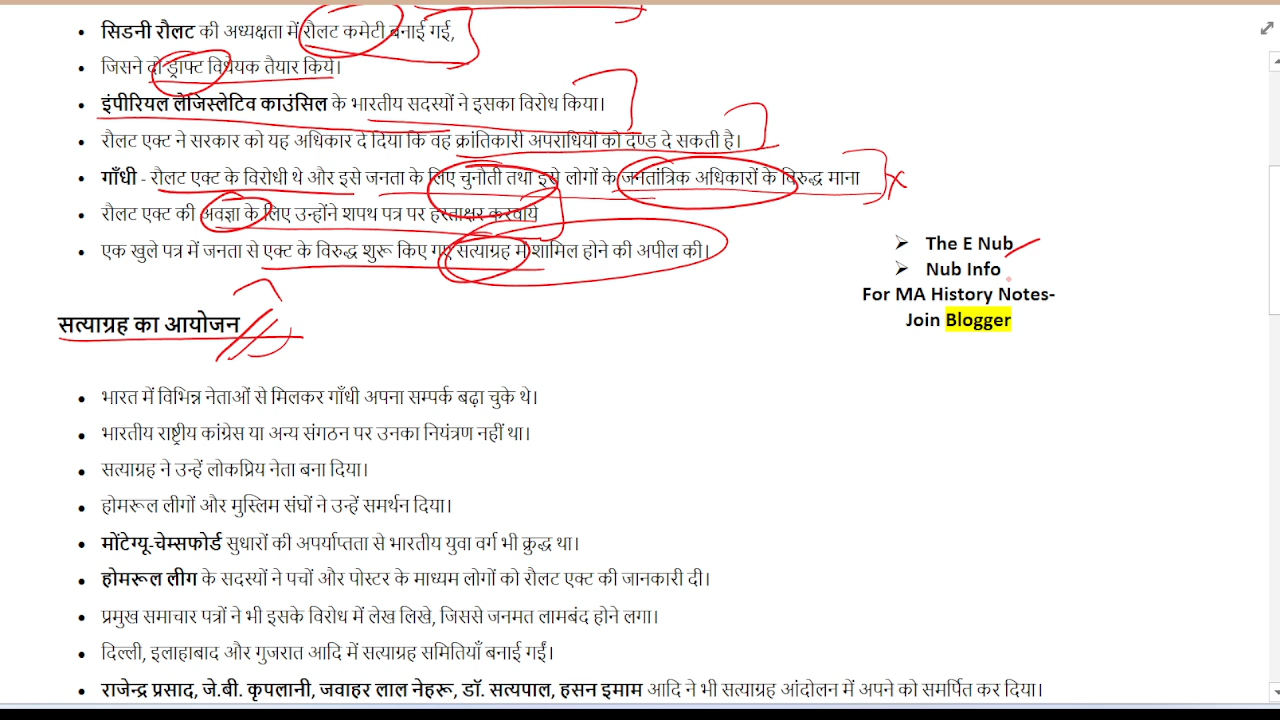 सिडनी रौलट की अध्यक्षता में रौलट कमेटी बनाई गई,
जिसने दो ड्राफ्ट विधेयक तैयार किये।
इंपीरियल लेजिस्लेटिव काउंसिल के भारतीय सदस्यों ने इसका विरोध किया।
रौलट एक्ट ने सरकार को यह अधिकार दे दिया कि वह क्रांतिकारी अपराधियों को दण्ड दे सकती है।
गाँधी - रौलट एक्ट के विरोधी थे और इसे जनता के लिए चुनौती तथा इसे लोगों के जनतांत्रिक अधिकारों के विरुद्ध माना
रौलट एक्ट की अवज्ञा के लिए उन्होंने शपथ पत्र पर हस्ताक्षर करवाये
एक खुले पत्र में जनता से एक्ट के विरुद्ध शुरू किए गए सत्याग्रह में शामिल होने की अपील की।
The E Nub
Nub Info
For MA History Notes-
Join Blogger
सत्याग्रह का आयोजन
भारत में विभिन्न नेताओं से मिलकर गाँधी अपना सम्पर्क बढ़ा चुके थे।
भारतीय राष्ट्रीय कांग्रेस या अन्य संगठन पर उनका नियंत्रण नहीं था।
सत्याग्रह ने उन्हें लोकप्रिय नेता बना दिया।
होमरूल लीगों और मुस्लिम संघों ने उन्हें समर्थन दिया।
मोंटेग्यू-चेम्सफोर्ड सुधारों की अपर्याप्तता से भारतीय युवा वर्ग भी क्रुद्ध था।
होमरूल लीग के सदस्यों ने पर्चों और पोस्टर के माध्यम लोगों को रौलट एक्ट की जानकारी दी।
प्रमुख समाचार पत्रों ने भी इसके विरोध में लेख लिखे, जिससे जनमत लामबंद होने लगा।
दिल्ली, इलाहाबाद और गुजरात आदि में सत्याग्रह समितियाँ बनाई गईं।
राजेन्द्र प्रसाद, जे.बी. कृपलानी, जवाहर लाल नेहरू, डॉ. सत्यपाल, हसन इमाम आदि ने भी सत्याग्रह आंदोलन में अपने को समर्पित कर दिया।